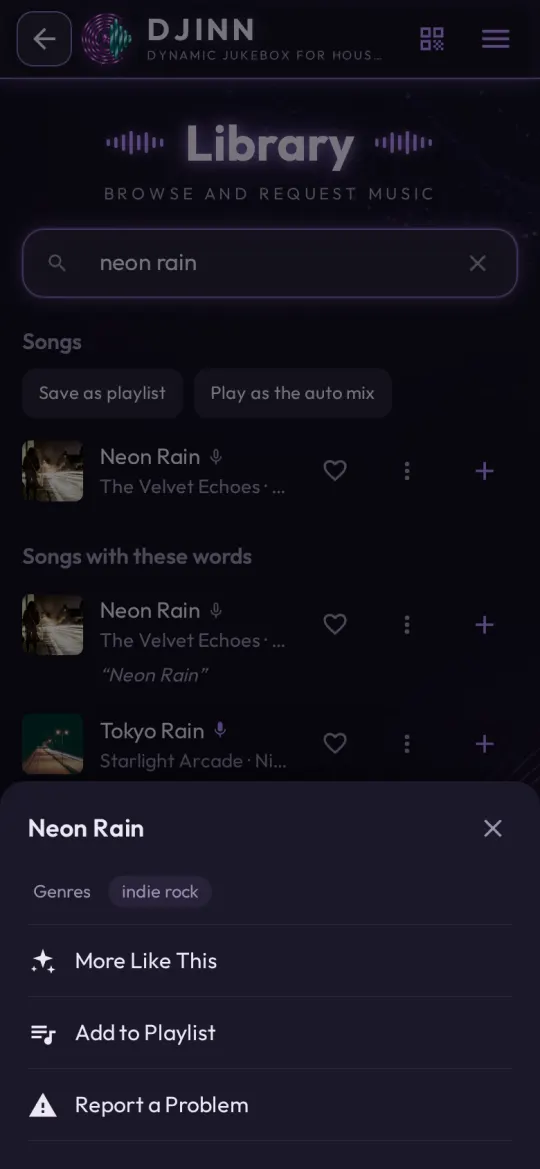 DJINN
DYNAMIC JUKEBOX FOR HOUS…
Library
BROWSE AND REQUEST MUSIC
neon rain
Songs
Save as playlist
Play as the auto mix
Neon Rain
The Velvet Echoes · …
Songs with these words
Neon Rain
The Velvet Echoes · …
“Neon Rain”
Tokyo Rain
Starlight Arcade · Ni…
Neon Rain
Genres indie rock
More Like This
Add to Playlist
Report a Problem